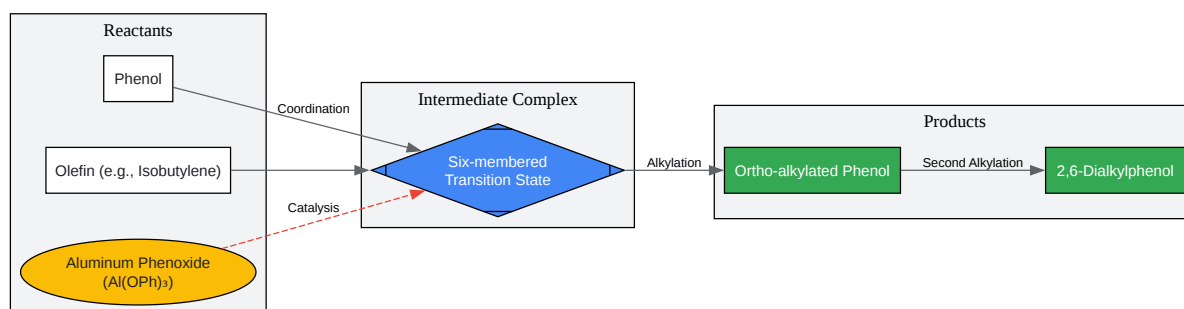 Reactants
Phenol
Coordination
Olefin (e.g., Isobutylene)
Catalysis
Aluminum Phenoxide
(Al(OPh)₃)
Intermediate Complex
Six-membered
Transition State
Alkylation
Products
Ortho-alkylated Phenol
Second Alkylation
2,6-Dialkylphenol